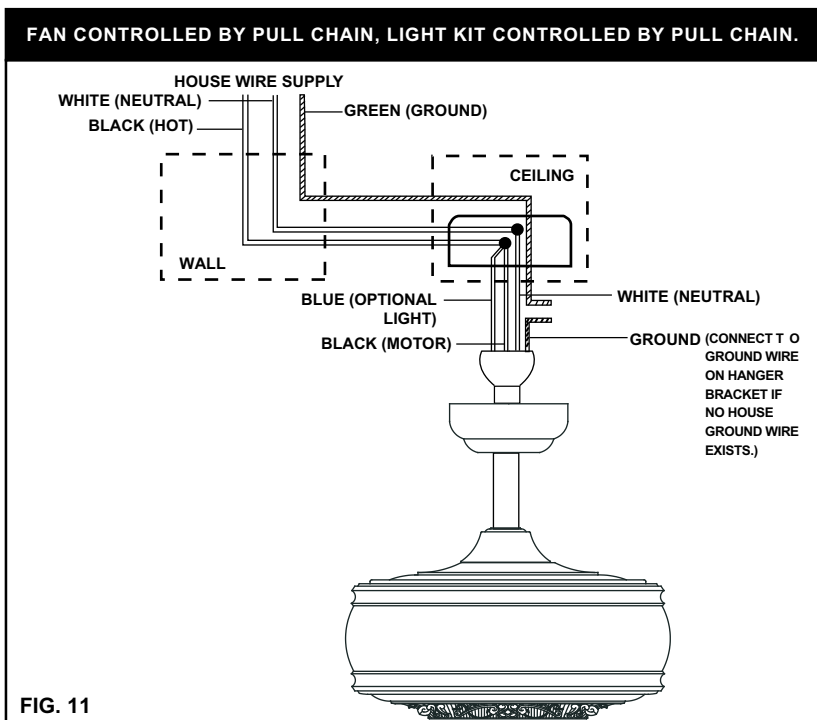 FAN CONTROLLED BY PULL CHAIN, LIGHT KIT CONTROLLED BY PULL CHAIN.
HOUSE WIRE SUPPLY
WHITE (NEUTRAL)
BLACK (HOT)
GREEN (GROUND)
CEILING
WALL
BLUE (OPTIONAL
LIGHT)
BLACK (MOTOR)
WHITE (NEUTRAL)
GROUND (CONNECT T O
GROUND WIRE
ON HANGER
BRACKET IF
NO HOUSE
GROUND WIRE
EXISTS.)
FIG. 11